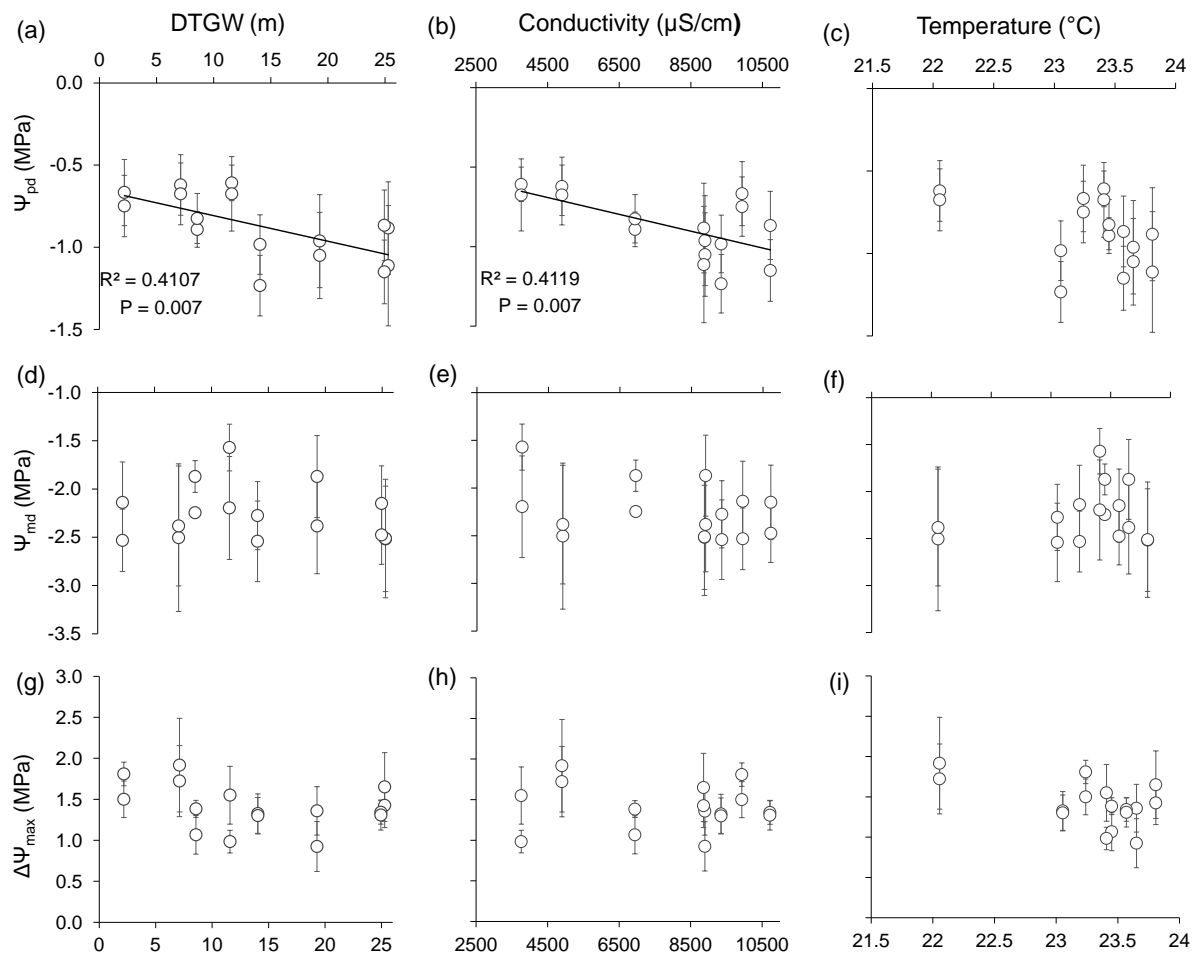 (a) DTGW (m)
0 5 10 15 20 25
(b) Conductivity (µS/cm)
2500 4500 6500 8500 10500
(c) Temperature (°C)
21.5 22 22.5 23 23.5 24
Ψpd (MPa)
0.0
-0.5
-1.0
-1.5
R² = 0.4107
P = 0.007
R² = 0.4119
P = 0.007
(d)
(e)
(f)
Ψmd (MPa)
-1.0
-1.5
-2.0
-2.5
-3.0
-3.5
(g)
(h)
(i)
ΔΨmax (MPa)
3.0
2.5
2.0
1.5
1.0
0.5
0.0
0 5 10 15 20 25
2500 4500 6500 8500 10500
21.5 22 22.5 23 23.5 24